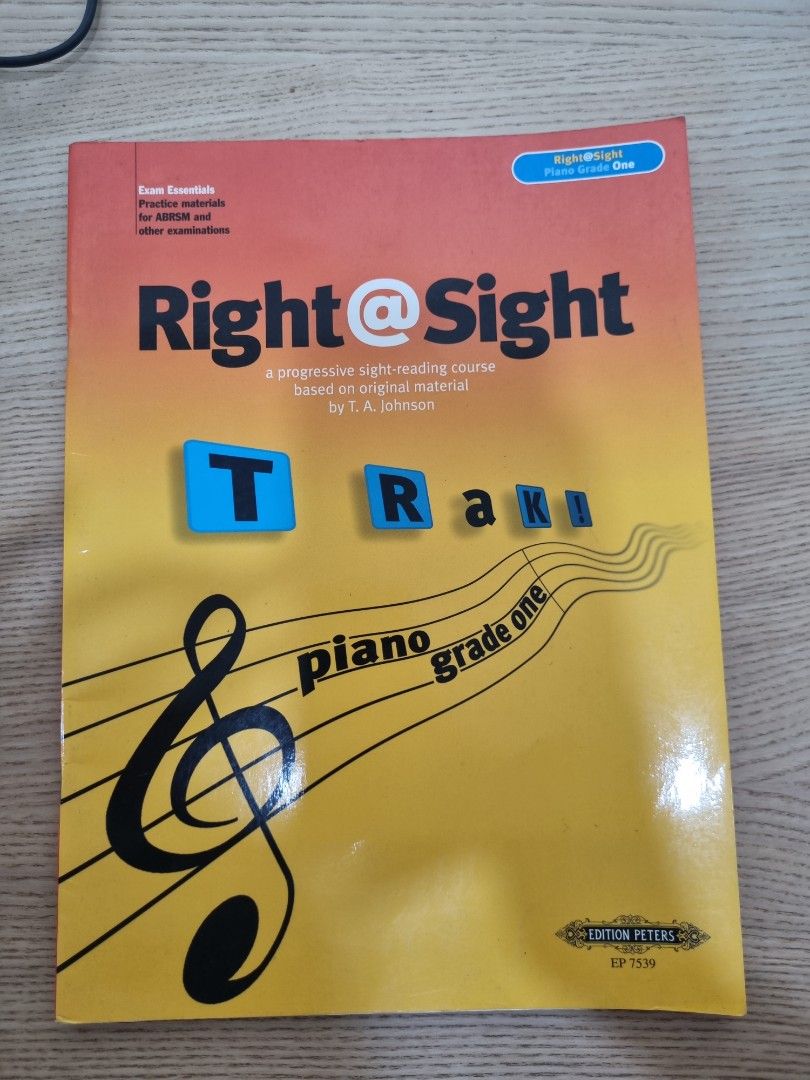 Exam Essentials
Practice materials
for ABRSM and
other examinations
Right@Sight
Piano Grade One
Right@Sight
a progressive sight-reading course
based on original material
by T. A. Johnson
T R a K !
piano grade one
EDITION PETERS
EP 7539